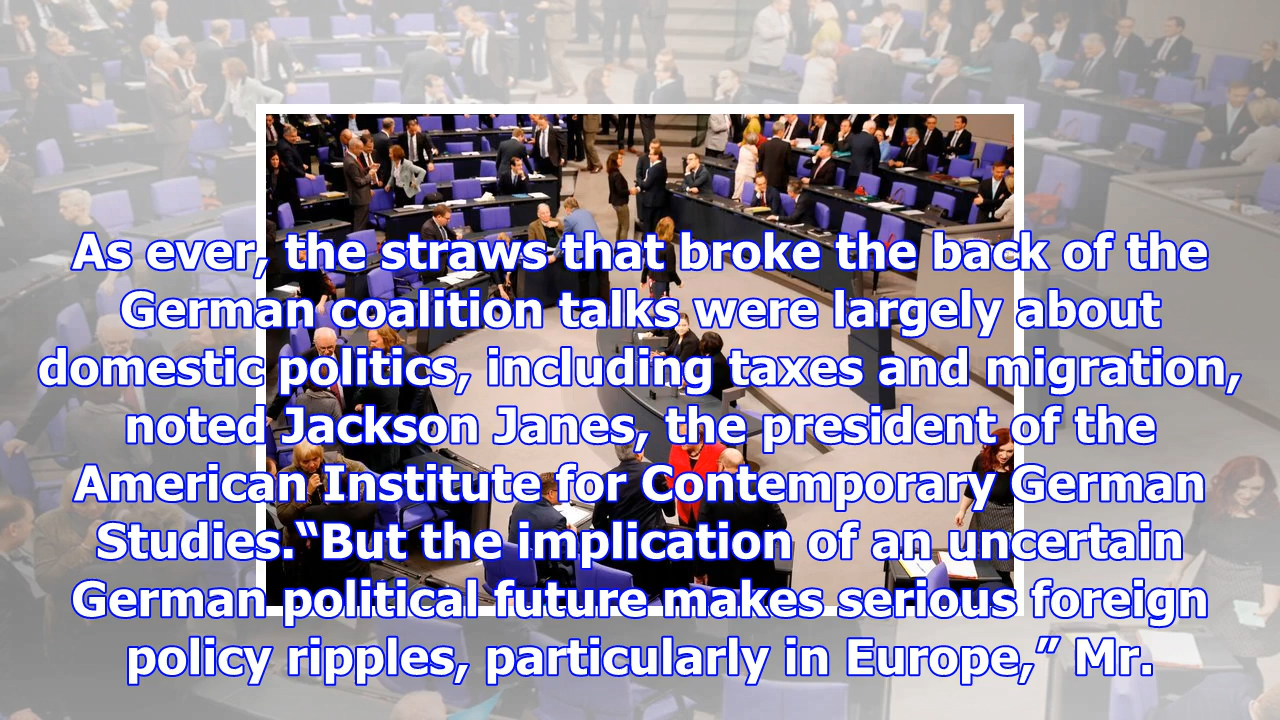 As ever, the straws that broke the back of the
German coalition talks were largely about
domestic politics, including taxes and migration,
noted Jackson Janes, the president of the
American Institute for Contemporary German
Studies.“But the implication of an uncertain
German political future makes serious foreign
policy ripples, particularly in Europe,” Mr.